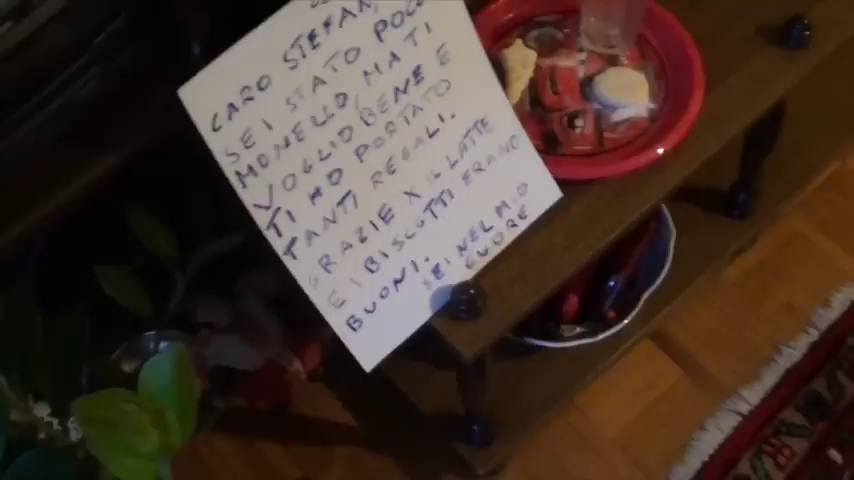 CARO STEFAN
SEI STATO POCO
MONELLO, MA TI
VOGLIO BENE E
TI HO PORTATO
TANTI REGALI.
GRAZIE X IL LATTE
E I BISCOTTI ERANO
BUONI. SEI NEL MIO
CUORE